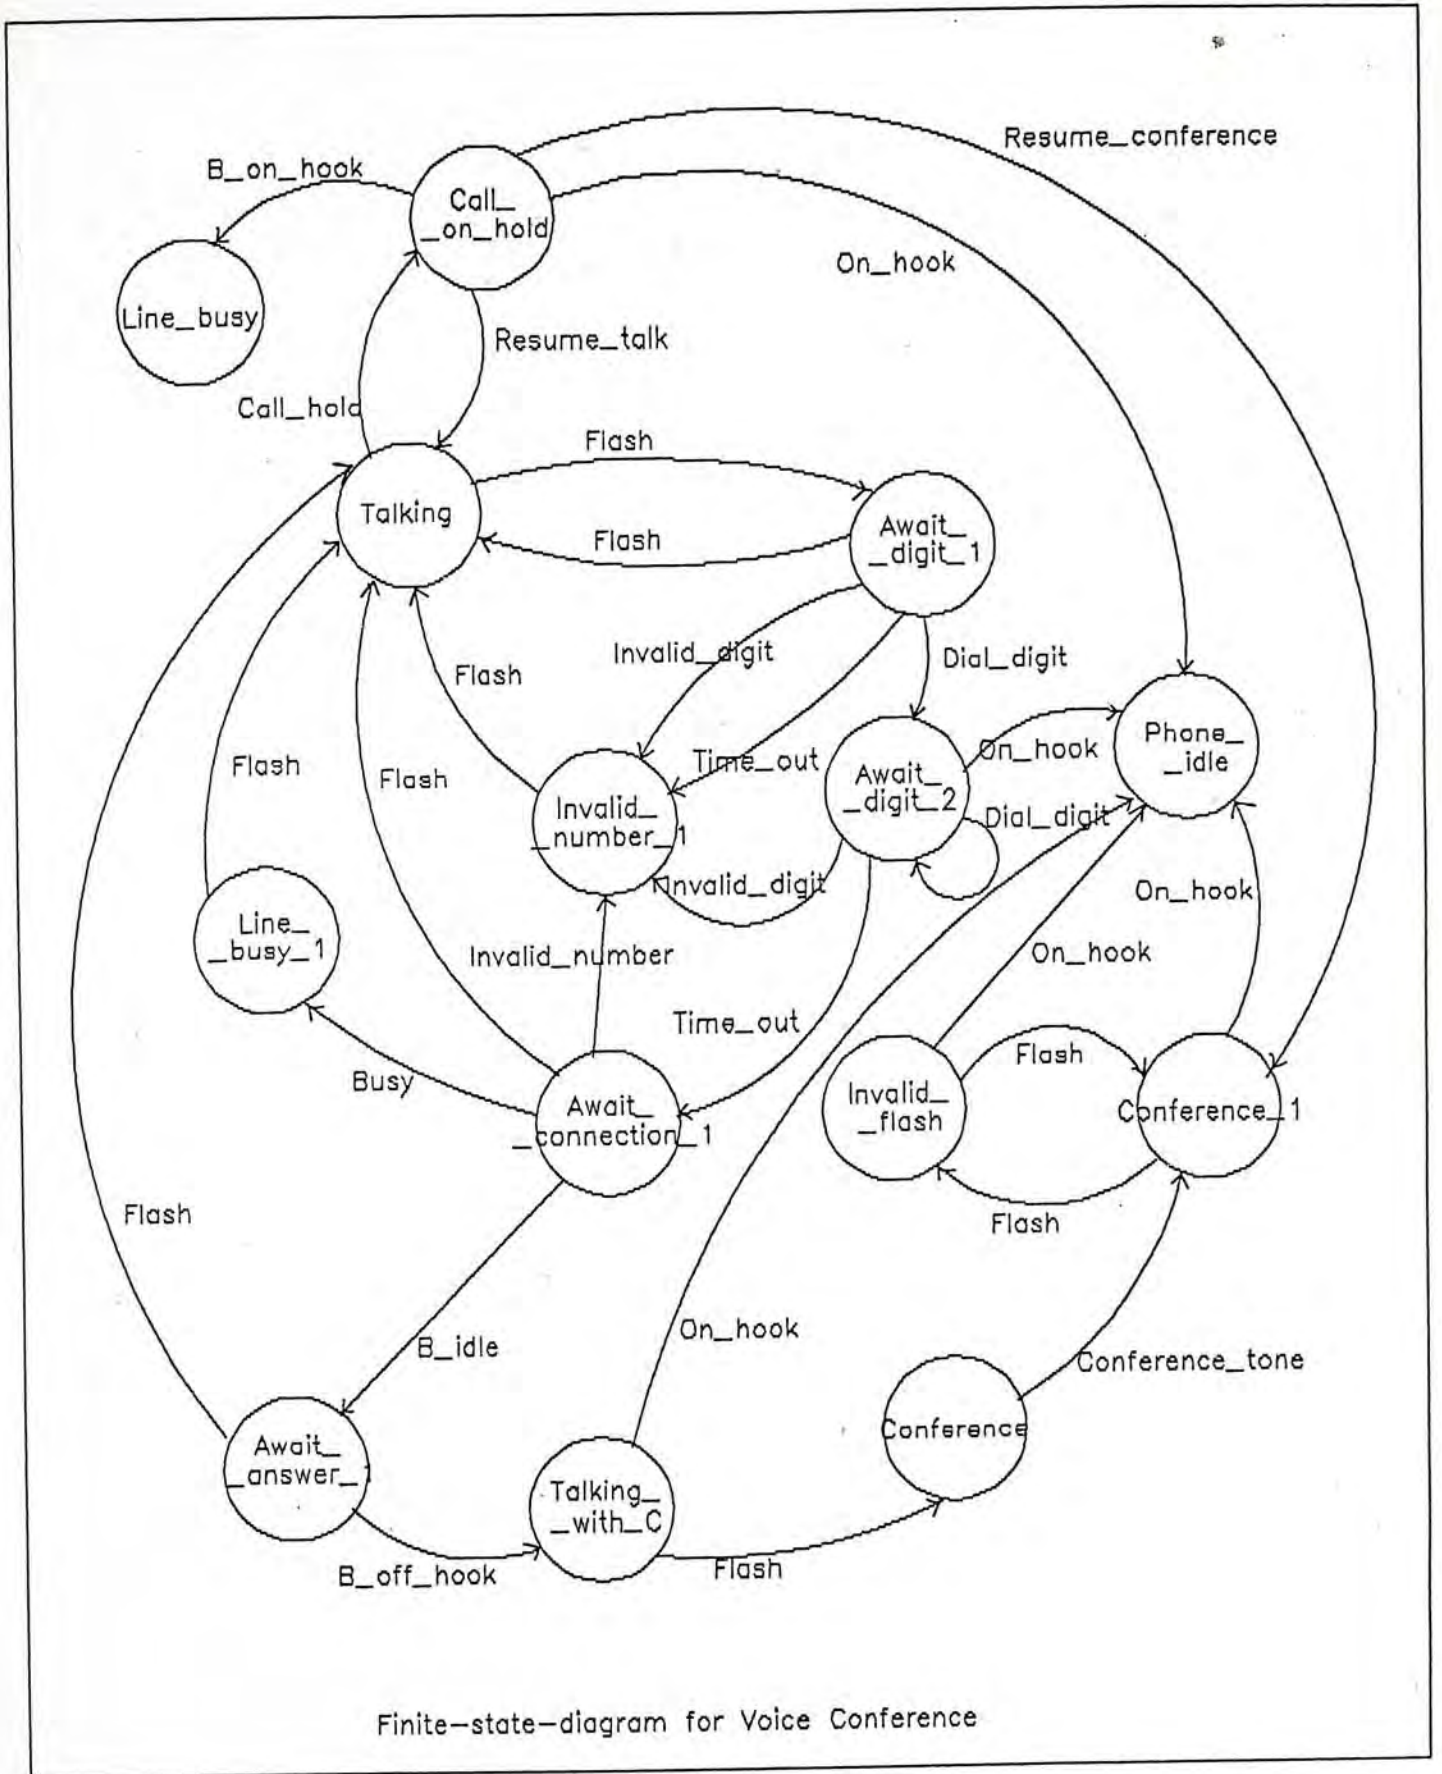 Resume_conference
B_on_hook
Call_
_on_hold
On_hook
Line_busy
Resume_talk
Call_hold
Flash
Talking
Await_
_digit_1
Flash
Invalid_digit
Dial_digit
Flash
Phone_
_idle
On_hook
Time_out
Flash
Flash
Await_
_digit_2
Invalid_
_number_1
Dial_digit
Invalid_digit
On_hook
Line_
_busy_1
Invalid_number
On_hook
Time_out
Flash
Busy
Await_
_connection_1
Invalid_
_flash
Conference_1
Flash
Flash
B_idle
On_hook
Conference_tone
Conference
Await_
_answer_1
Talking_
_with_C
B_off_hook
Flash
Finite-state-diagram for Voice Conference